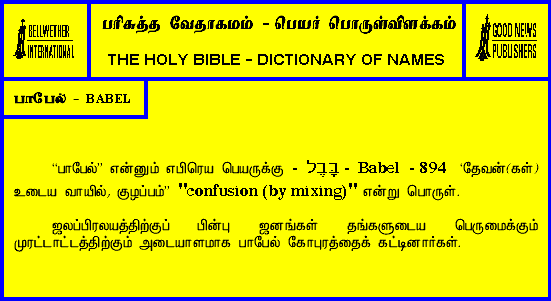 BELLWETHER
INTERNATIONAL
பரிசுத்த வேதாகமம் - பெயர் பொருள்விளக்கம்
THE HOLY BIBLE - DICTIONARY OF NAMES
GOOD NEWS
PUBLISHERS
பாபேல் - BABEL
“பாபேல்” என்னும் எபிரெய பெயருக்கு - בָּבֶל - Babel - 894 ‘தேவன்(கள்)
உடைய வாயில், குழப்பம்” "confusion (by mixing)" என்று பொருள்.
ஜலப்பிரலயத்திற்குப் பின்பு ஜனங்கள் தங்களுடைய பெருமைக்கும்
முரட்டாட்டத்திற்கும் அடையாளமாக பாபேல் கோபுரத்தைக் கட்டினார்கள்.